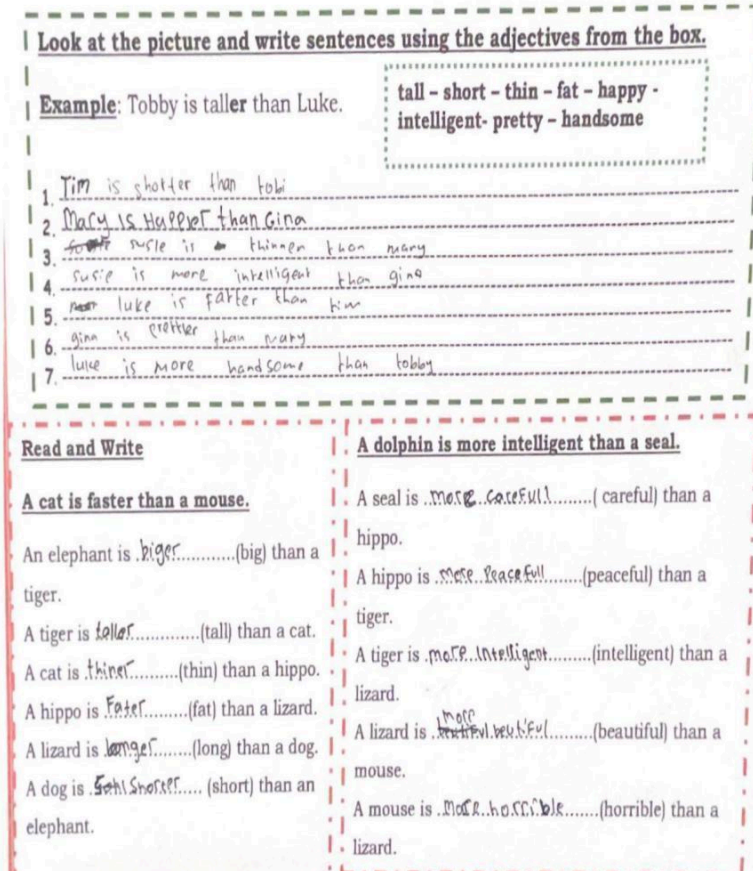 Look at the picture and write sentences using the adjectives from the box.
Example: Tobby is taller than Luke.
tall – short – thin – fat – happy -
intelligent- pretty – handsome
1. Tim is shotter than tobi
2. Mary Is Happier than Gina
3. susie is thinner than mary
4. susie is more intelligent than gina
5. luke is fatter than tim
6. gina is prettier than mary
7. luke is more handsome than tobby
Read and Write
A cat is faster than a mouse.
An elephant is .biger............(big) than a
tiger.
A tiger is taller.............(tall) than a cat.
A cat is .thiner.........(thin) than a hippo.
A hippo is Fater........(fat) than a lizard.
A lizard is longer........(long) than a dog.
A dog is .shorter..... (short) than an
elephant.
A dolphin is more intelligent than a seal.
A seal is ..more..carefull.........( careful) than a
hippo.
A hippo is ..more..Peacefull........(peaceful) than a
tiger.
A tiger is .more..intelligent.........(intelligent) than a
lizard.
A lizard is .more beutiful.........(beautiful) than a
mouse.
A mouse is ..more..horrible.......(horrible) than a
lizard.